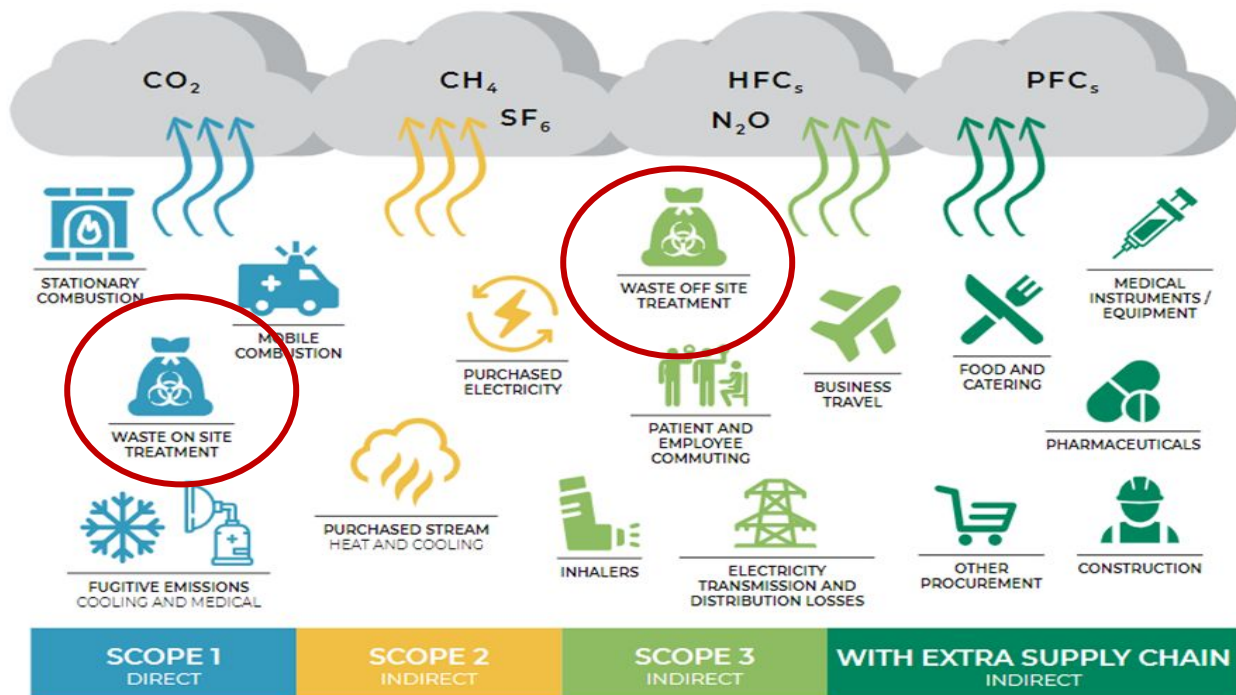 CO₂
CH₄
SF₆
HFCs
N₂O
PFCs
STATIONARY
COMBUSTION
MOBILE
COMBUSTION
WASTE ON SITE
TREATMENT
FUGITIVE EMISSIONS
COOLING AND MEDICAL
PURCHASED
ELECTRICITY
PURCHASED STREAM
HEAT AND COOLING
WASTE OFF SITE
TREATMENT
PATIENT AND
EMPLOYEE
COMMUTING
BUSINESS
TRAVEL
INHALERS
ELECTRICITY
TRANSMISSION AND
DISTRIBUTION LOSSES
FOOD AND
CATERING
MEDICAL
INSTRUMENTS /
EQUIPMENT
PHARMACEUTICALS
OTHER
PROCUREMENT
CONSTRUCTION
SCOPE 1
DIRECT
SCOPE 2
INDIRECT
SCOPE 3
INDIRECT
WITH EXTRA SUPPLY CHAIN
INDIRECT